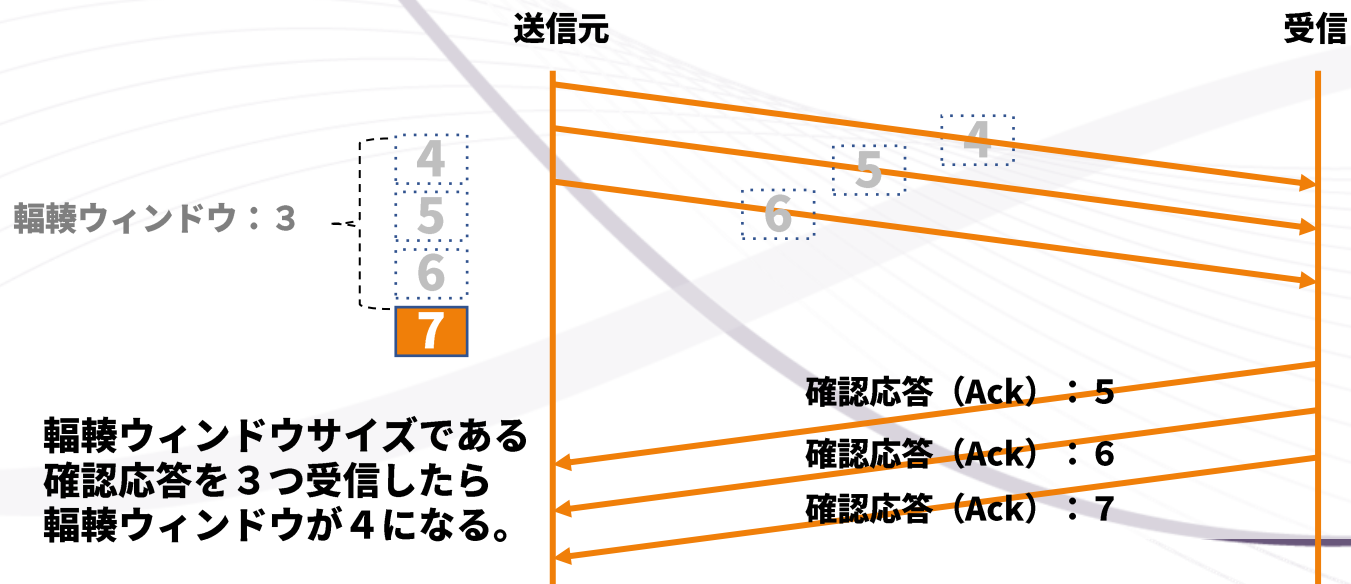 送信元
受信
4
5
6
4
5
6
7
輻輳ウィンドウ：３
確認応答（Ack）：5
確認応答（Ack）：6
確認応答（Ack）：7
輻輳ウィンドウサイズである
確認応答を３つ受信したら
輻輳ウィンドウが４になる。